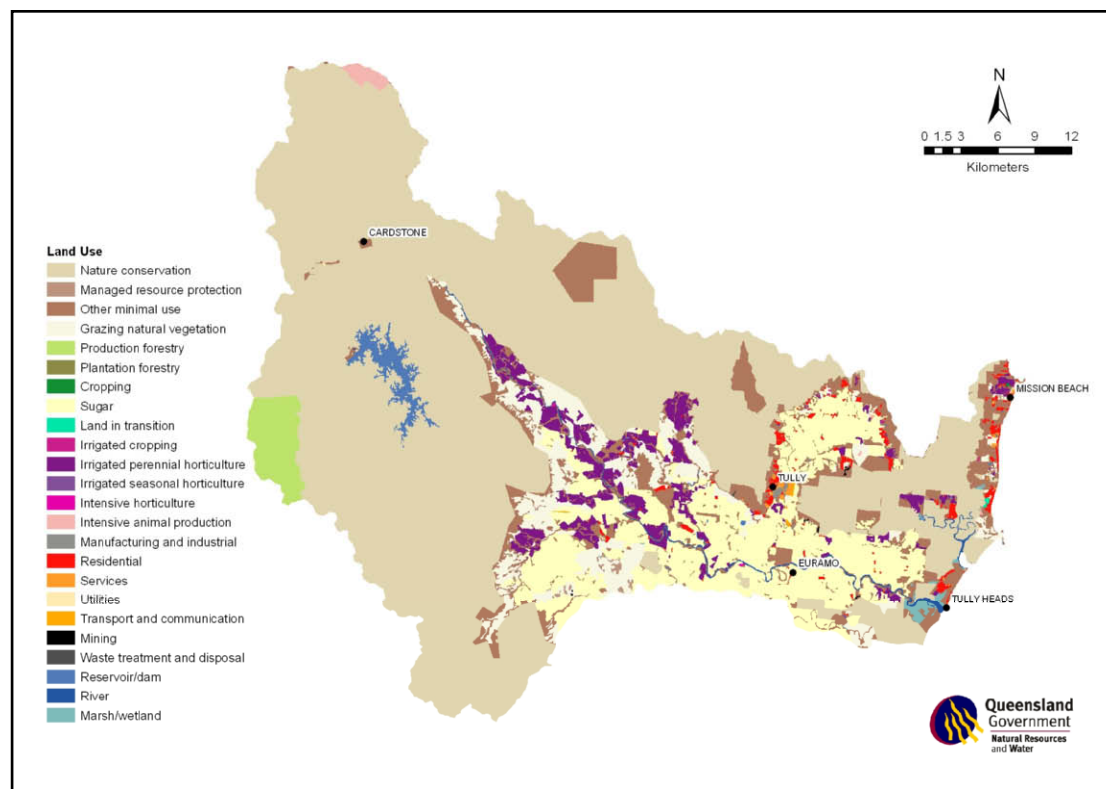 N
0 1.5 3 6 9 12
Kilometers
CARDSTONE
MISSION BEACH
TULLY
EURAMO
TULLY HEADS
Land Use
Nature conservation
Managed resource protection
Other minimal use
Grazing natural vegetation
Production forestry
Plantation forestry
Cropping
Sugar
Land in transition
Irrigated cropping
Irrigated perennial horticulture
Irrigated seasonal horticulture
Intensive horticulture
Intensive animal production
Manufacturing and industrial
Residential
Services
Utilities
Transport and communication
Mining
Waste treatment and disposal
Reservoir/dam
River
Marsh/wetland
Queensland
Government
Natural Resources
and Water